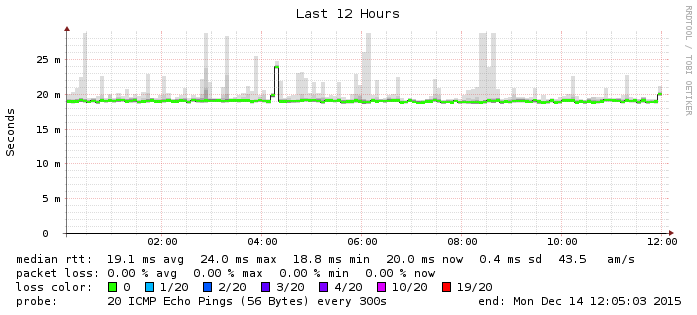 Last 12 Hours
RRDTOOL / TOBI OETIKER
Seconds
25 m
20 m
15 m
10 m
5 m
0
02:00 04:00 06:00 08:00 10:00 12:00
median rtt: 19.1 ms avg 24.0 ms max 18.8 ms min 20.0 ms now 0.4 ms sd 43.5 am/s
packet loss: 0.00 % avg 0.00 % max 0.00 % min 0.00 % now
loss color: 0 1/20 2/20 3/20 4/20 10/20 19/20
probe: 20 ICMP Echo Pings (56 Bytes) every 300s end: Mon Dec 14 12:05:03 2015